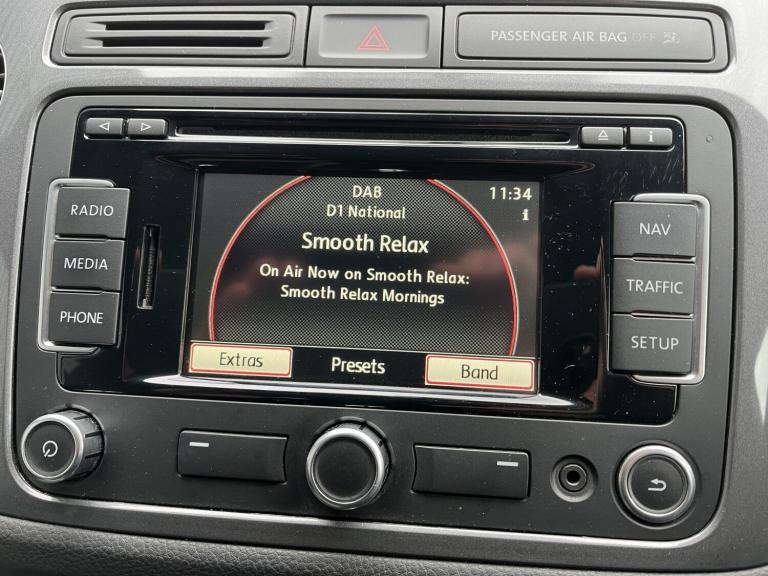 PASSENGER AIR BAG OFF
RADIO
MEDIA
PHONE
DAB
11:34
D1 National
i
Smooth Relax
On Air Now on Smooth Relax:
Smooth Relax Mornings
Extras
Presets
Band
i
NAV
TRAFFIC
SETUP